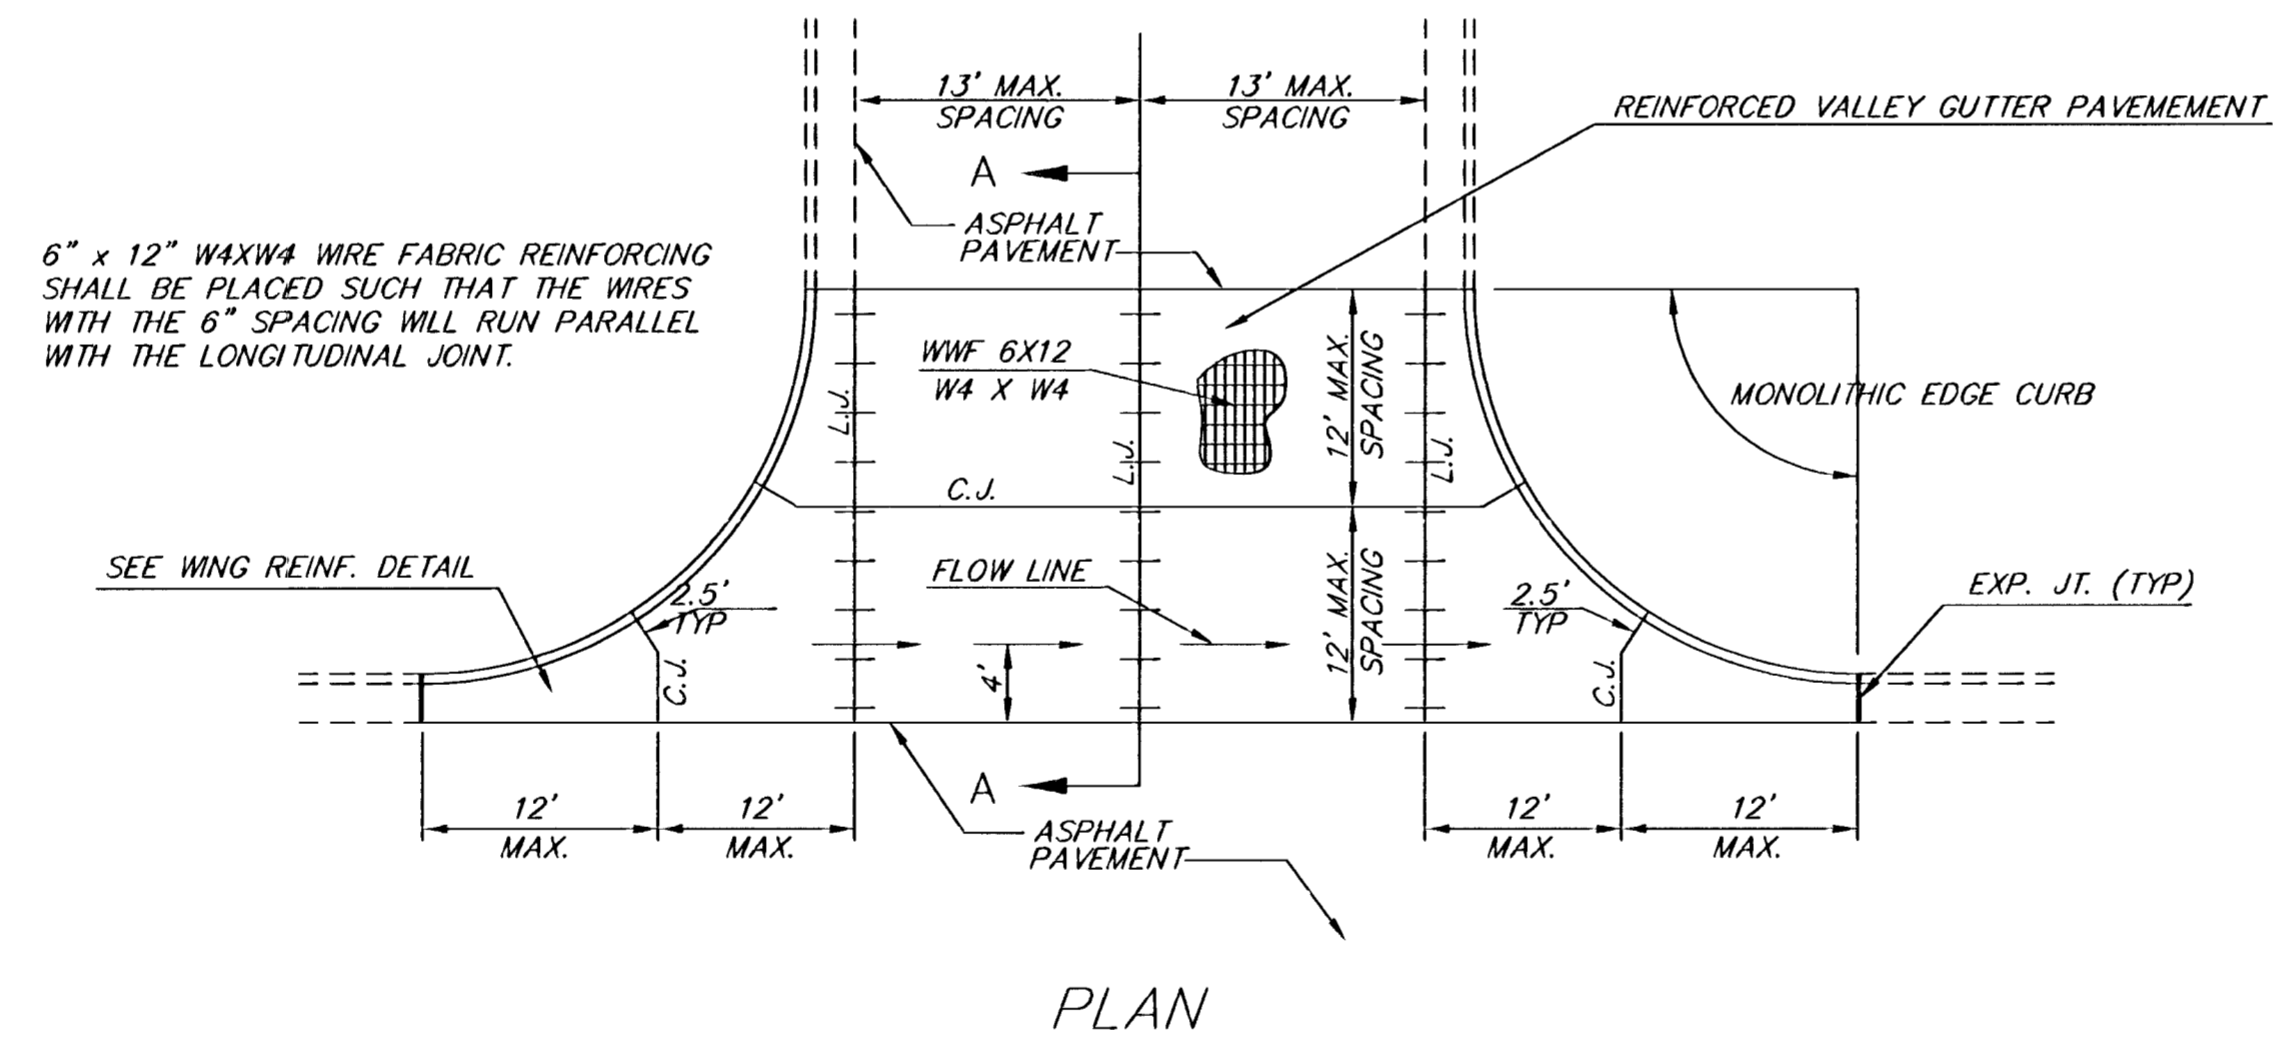 13' MAX.
SPACING
13' MAX.
SPACING
REINFORCED VALLEY GUTTER PAVEMEMENT
A
ASPHALT
PAVEMENT
6" x 12" W4XW4 WIRE FABRIC REINFORCING
SHALL BE PLACED SUCH THAT THE WIRES
WITH THE 6" SPACING WILL RUN PARALLEL
WITH THE LONGITUDINAL JOINT.
WWF 6X12
W4 X W4
12' MAX.
SPACING
MONOLITHIC EDGE CURB
L.J.
L.J.
L.J.
C.J.
SEE WING REINF. DETAIL
2.5'
TYP
FLOW LINE
12' MAX.
SPACING
2.5'
TYP
EXP. JT. (TYP)
C.J.
4'
C.J.
A
12'
MAX.
12'
MAX.
ASPHALT
PAVEMENT
12'
MAX.
12'
MAX.
PLAN